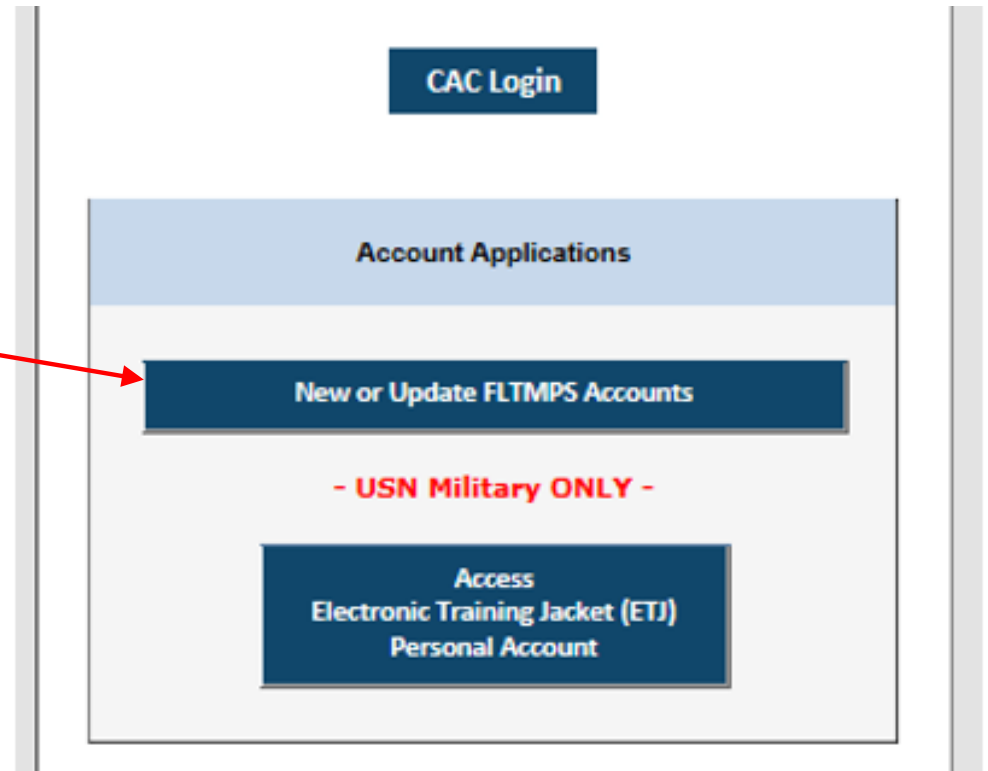 CAC Login
Account Applications
New or Update FLTMPS Accounts
- USN Military ONLY -
Access
Electronic Training Jacket (ETJ)
Personal Account